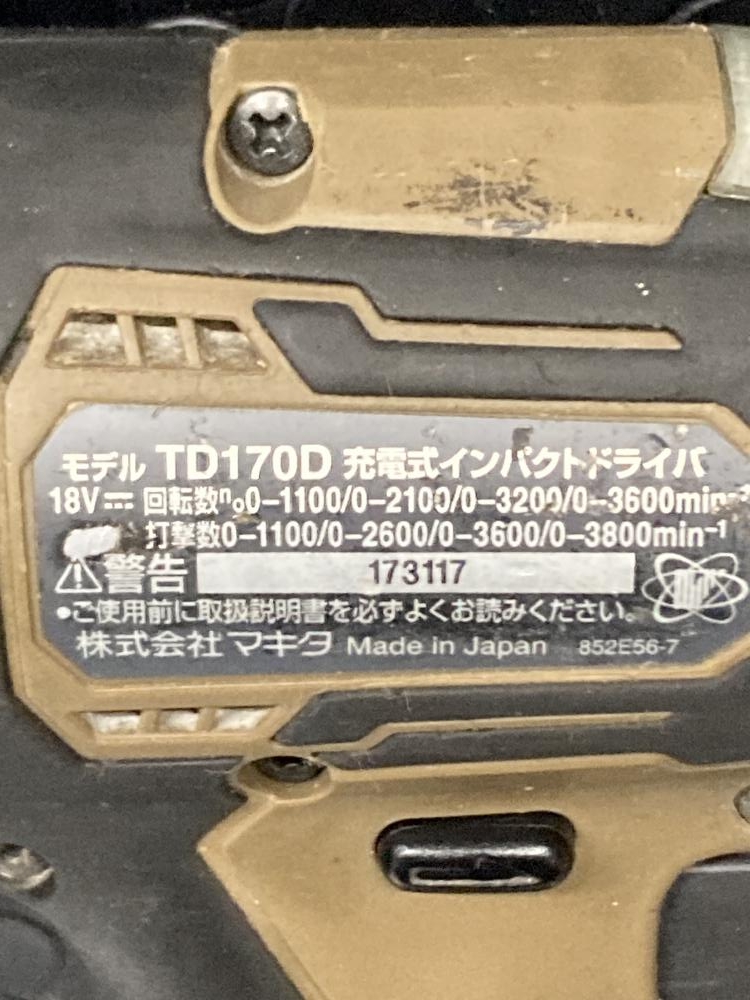 モデル TD170D 充電式インパクトドライバ
18V⎓ 回転数n₀0-1100/0-2100/0-3200/0-3600min⁻¹
打撃数0-1100/0-2600/0-3600/0-3800min⁻¹
⚠警告 173117
•ご使用前に取扱説明書を必ずよくお読みください。
株式会社マキタ Made in Japan 852E56-7